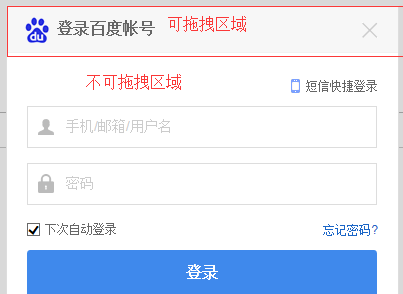 du 登录百度帐号 可拖拽区域
不可拖拽区域
短信快捷登录
手机/邮箱/用户名
密码
下次自动登录 忘记密码?
登录